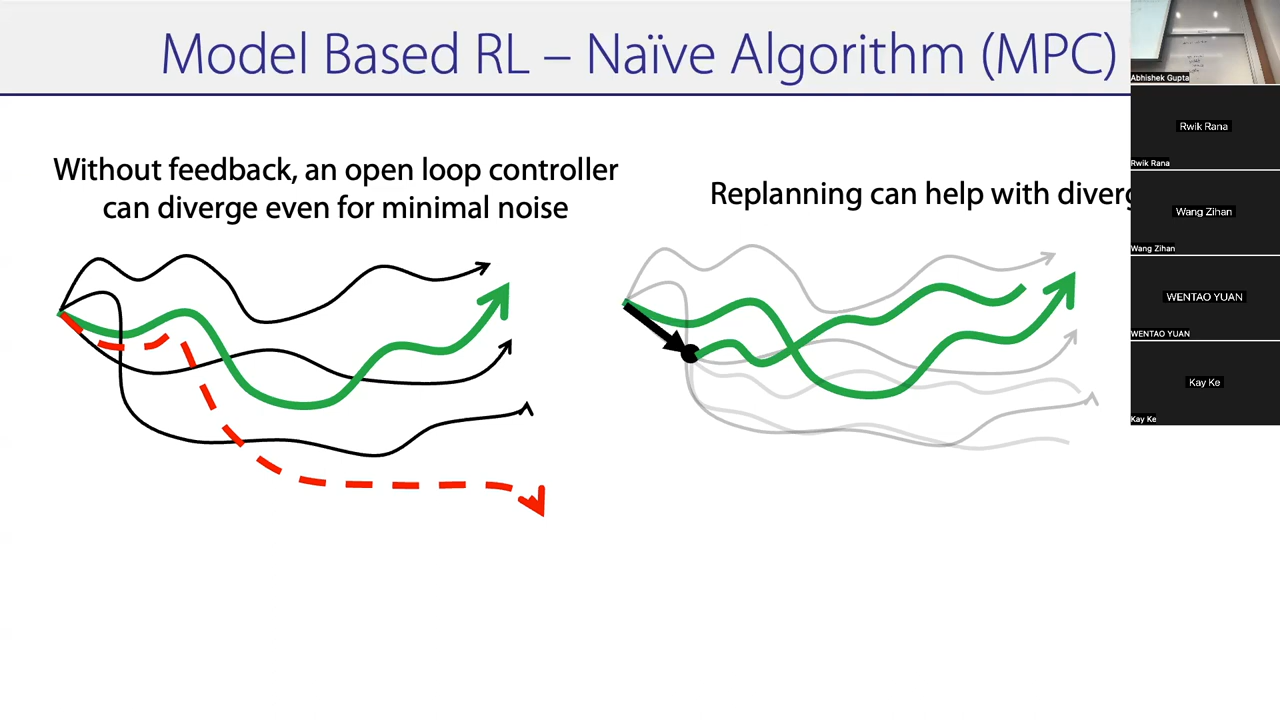 Model Based RL – Naïve Algorithm (MPC)
Without feedback, an open loop controller
can diverge even for minimal noise
Replanning can help with
Abhishek Gupta
Rwik Rana
Rwik Rana
Wang Zihan
Wang Zihan
WENTAO YUAN
WENTAO YUAN
Kay Ke
Kay Ke